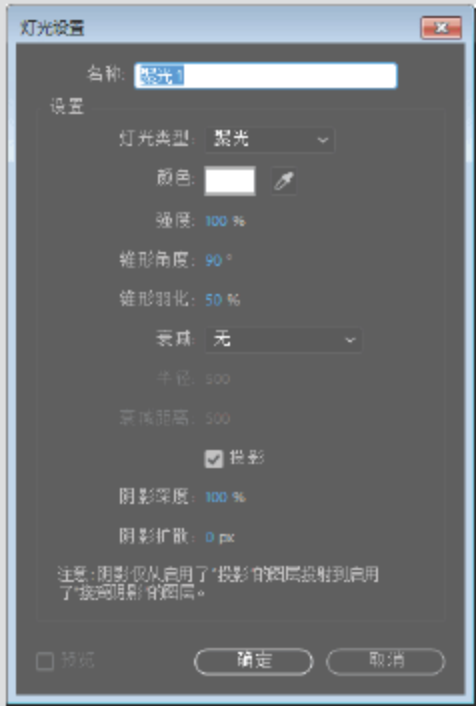 灯光设置
名称: 聚光 1
设置
灯光类型: 聚光
颜色:
强度: 100 %
锥形角度: 90 °
锥形羽化: 50 %
衰减: 无
半径: 500
衰减距离: 500
投影
阴影深度: 100 %
阴影扩散: 0 px
注意:阴影仅从启用了“投影”的图层投射到启用
了“接受阴影”的图层。
预览 确定 取消